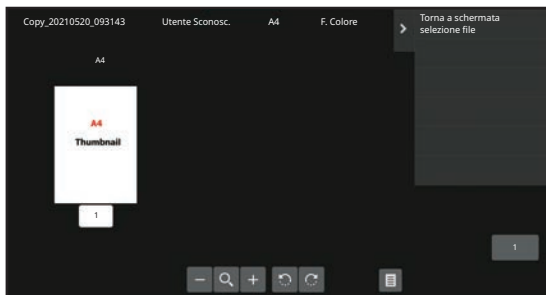 Copy_20210520_093143 Utente Sconosc. A4 F. Colore
Torna a schermata
selezione file
A4
A4
Thumbnail
1
1